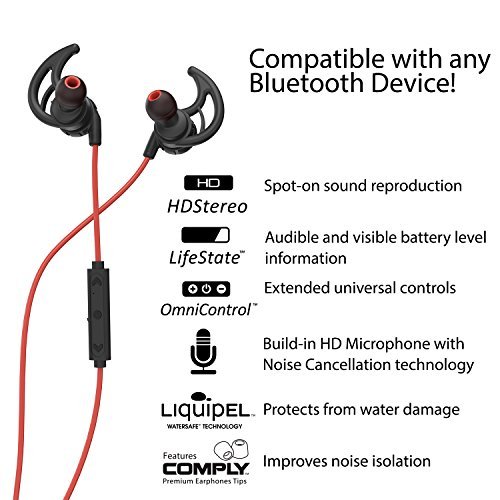 Compatible with any
Bluetooth Device!
HD
HDStereo
Spot-on sound reproduction
LifeState™
Audible and visible battery level
information
OmniControl™
Extended universal controls
Build-in HD Microphone with
Noise Cancellation technology
LIQUIPEL
WATERSAFE™ TECHNOLOGY
Protects from water damage
Features
COMPLY™
Premium Earphones Tips
Improves noise isolation